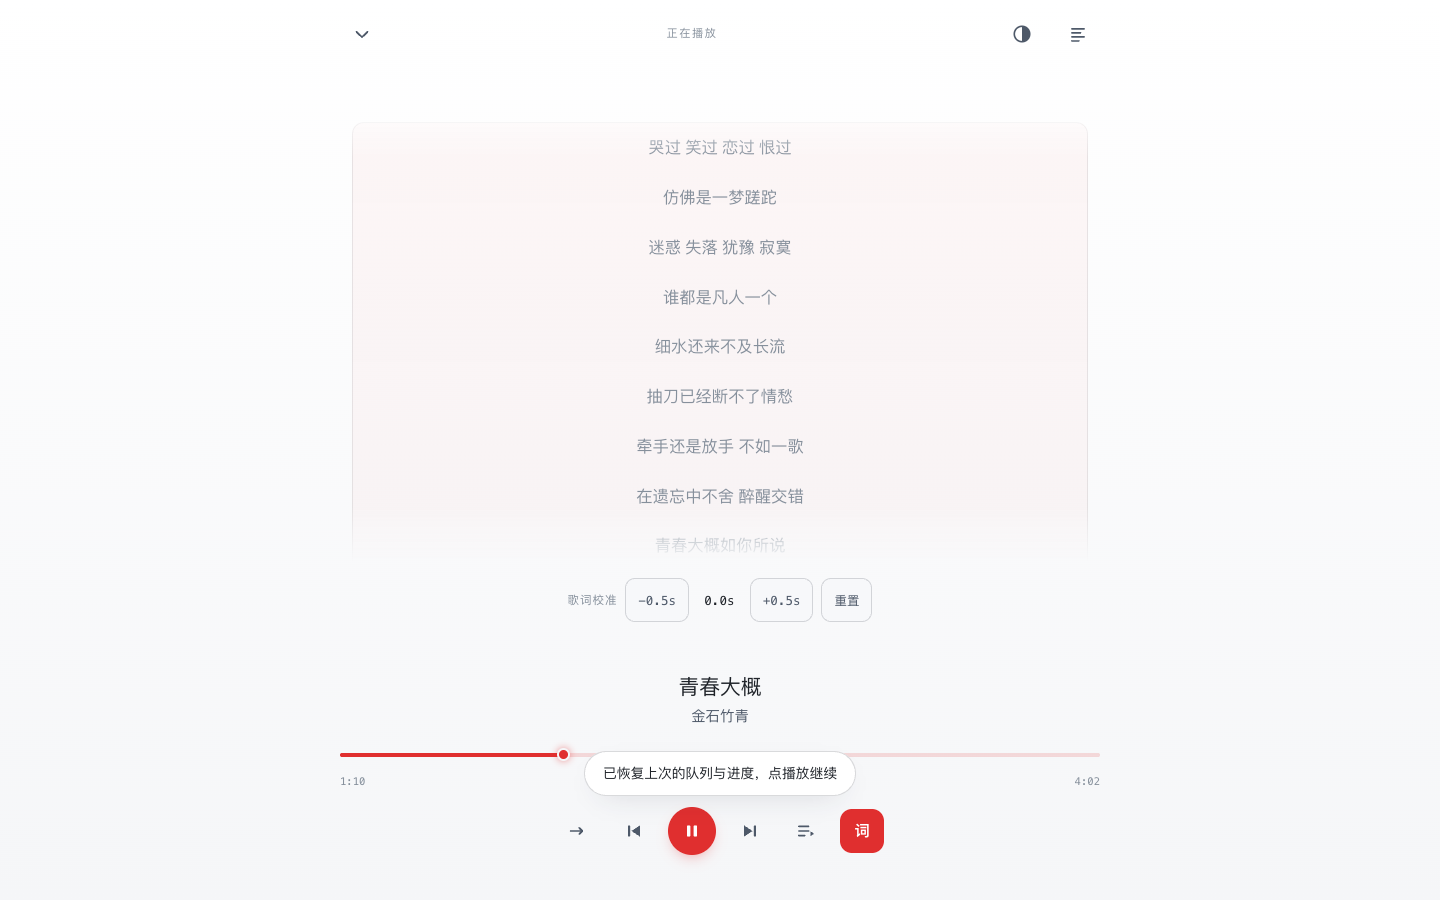 正在播放
哭过 笑过 恋过 恨过
仿佛是一梦蹉跎
迷惑 失落 犹豫 寂寞
谁都是凡人一个
细水还来不及长流
抽刀已经断不了情愁
牵手还是放手 不如一歌
在遗忘中不舍 醉醒交错
青春大概如你所说
歌词校准 −0.5s 0.0s +0.5s 重置
青春大概
金石竹青
已恢复上次的队列与进度，点播放继续
1:10 4:02
词